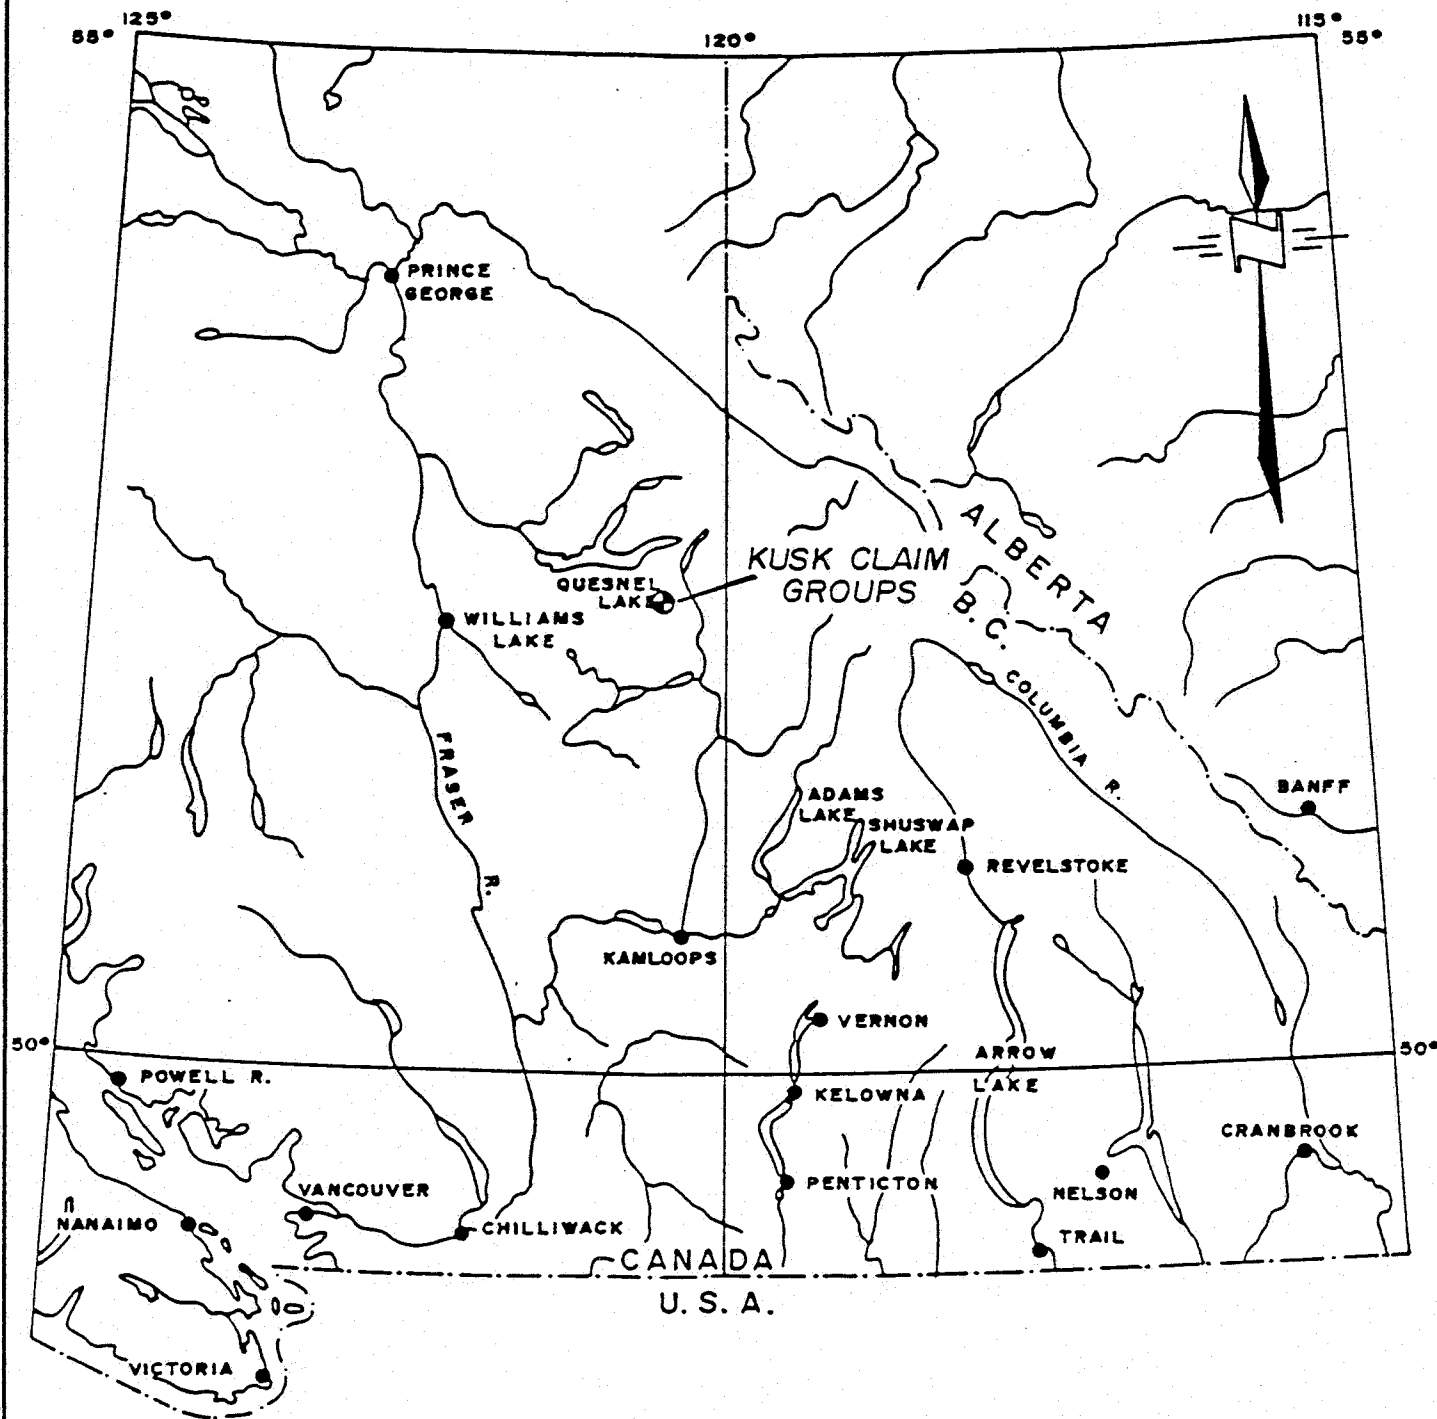 125°
55°
120°
115°
55°
PRINCE
GEORGE
ALBERTA
B.C.
KUSK CLAIM
GROUPS
QUESNEL
LAKE
WILLIAMS
LAKE
COLUMBIA R.
FRASER R.
BANFF
ADAMS
LAKE
SHUSWAP
LAKE
REVELSTOKE
KAMLOOPS
VERNON
50°
50°
ARROW
LAKE
POWELL R.
KELOWNA
CRANBROOK
VANCOUVER
PENTICTON
NELSON
NANAIMO
CHILLIWACK
TRAIL
CANADA
U. S. A.
VICTORIA